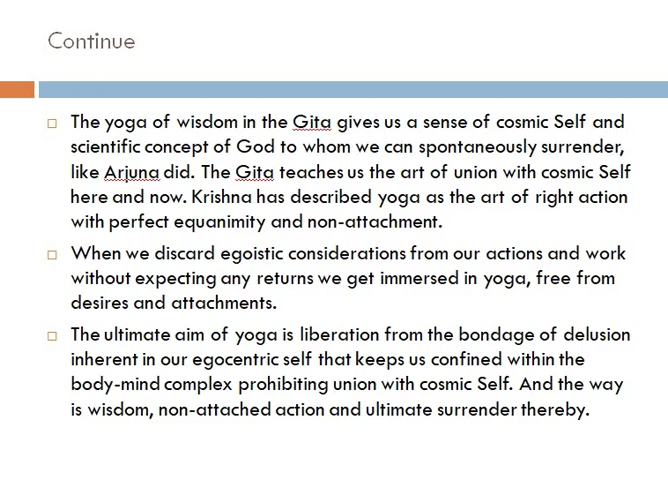 Continue
The yoga of wisdom in the Gita gives us a sense of cosmic Self and
scientific concept of God to whom we can spontaneously surrender,
like Arjuna did. The Gita teaches us the art of union with cosmic Self
here and now. Krishna has described yoga as the art of right action
with perfect equanimity and non-attachment.
When we discard egoistic considerations from our actions and work
without expecting any returns we get immersed in yoga, free from
desires and attachments.
The ultimate aim of yoga is liberation from the bondage of delusion
inherent in our egocentric self that keeps us confined within the
body-mind complex prohibiting union with cosmic Self. And the way
is wisdom, non-attached action and ultimate surrender thereby.